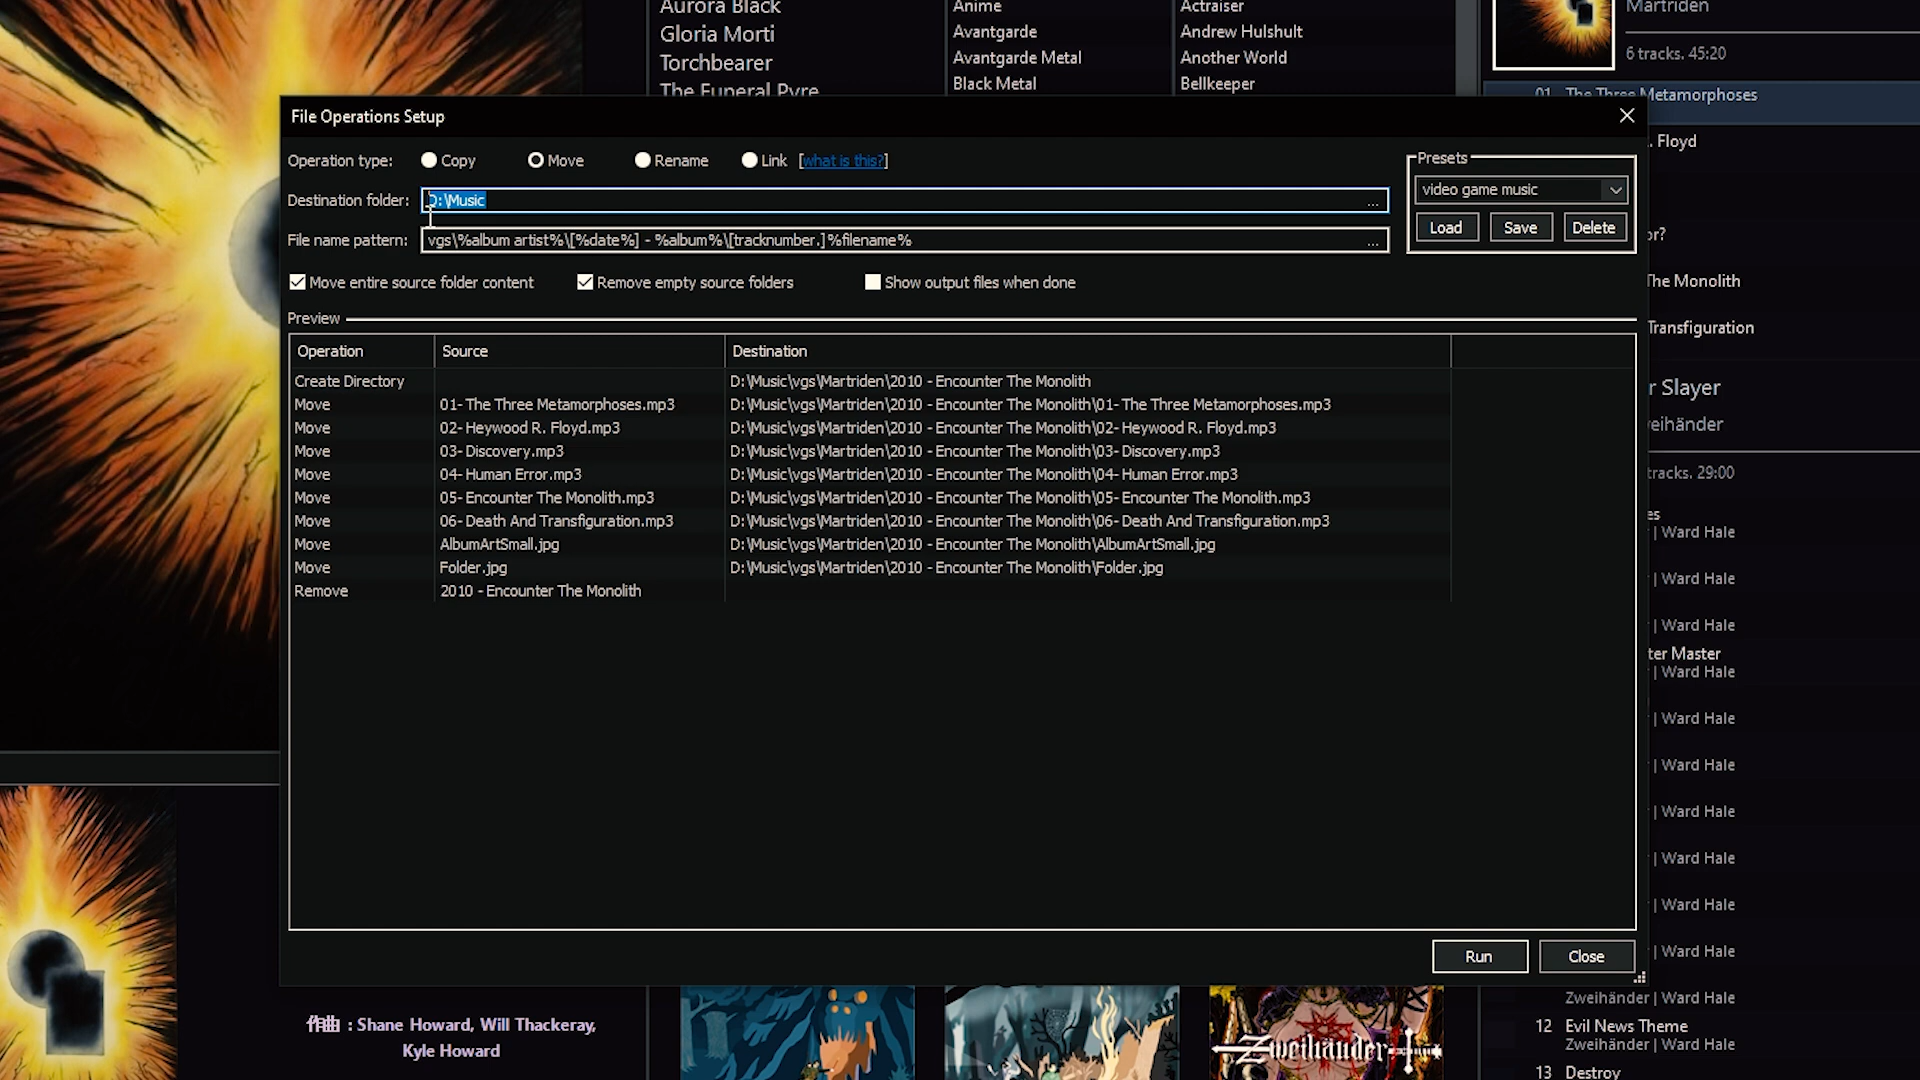 Aurora Black
Gloria Morti
Torchbearer
The Funeral Pyre
Anime
Avantgarde
Avantgarde Metal
Black Metal
Actraiser
Andrew Hulshult
Another World
Bellkeeper
Martriden
6 tracks. 45:20
01 The Three Metamorphoses
. Floyd
or?
The Monolith
Transfiguration
r Slayer
eihänder
tracks. 29:00
es
| Ward Hale
| Ward Hale
| Ward Hale
ter Master
| Ward Hale
| Ward Hale
| Ward Hale
| Ward Hale
| Ward Hale
| Ward Hale
| Ward Hale
Zweihänder | Ward Hale
12 Evil News Theme
Zweihänder | Ward Hale
13 Destroy
File Operations Setup
Operation type: Copy Move Rename Link [what is this?]
Destination folder: D:\Music ...
File name pattern: vgs\%album artist%\[%date%] - %album%\[tracknumber.]%filename% ...
Presets
video game music
Load Save Delete
Move entire source folder content Remove empty source folders Show output files when done
Preview
Operation Source Destination
Create Directory D:\Music\vgs\Martriden\2010 - Encounter The Monolith
Move 01- The Three Metamorphoses.mp3 D:\Music\vgs\Martriden\2010 - Encounter The Monolith\01- The Three Metamorphoses.mp3
Move 02- Heywood R. Floyd.mp3 D:\Music\vgs\Martriden\2010 - Encounter The Monolith\02- Heywood R. Floyd.mp3
Move 03- Discovery.mp3 D:\Music\vgs\Martriden\2010 - Encounter The Monolith\03- Discovery.mp3
Move 04- Human Error.mp3 D:\Music\vgs\Martriden\2010 - Encounter The Monolith\04- Human Error.mp3
Move 05- Encounter The Monolith.mp3 D:\Music\vgs\Martriden\2010 - Encounter The Monolith\05- Encounter The Monolith.mp3
Move 06- Death And Transfiguration.mp3 D:\Music\vgs\Martriden\2010 - Encounter The Monolith\06- Death And Transfiguration.mp3
Move AlbumArtSmall.jpg D:\Music\vgs\Martriden\2010 - Encounter The Monolith\AlbumArtSmall.jpg
Move Folder.jpg D:\Music\vgs\Martriden\2010 - Encounter The Monolith\Folder.jpg
Remove 2010 - Encounter The Monolith
Run Close
作曲 : Shane Howard, Will Thackeray,
Kyle Howard
Zweihänder